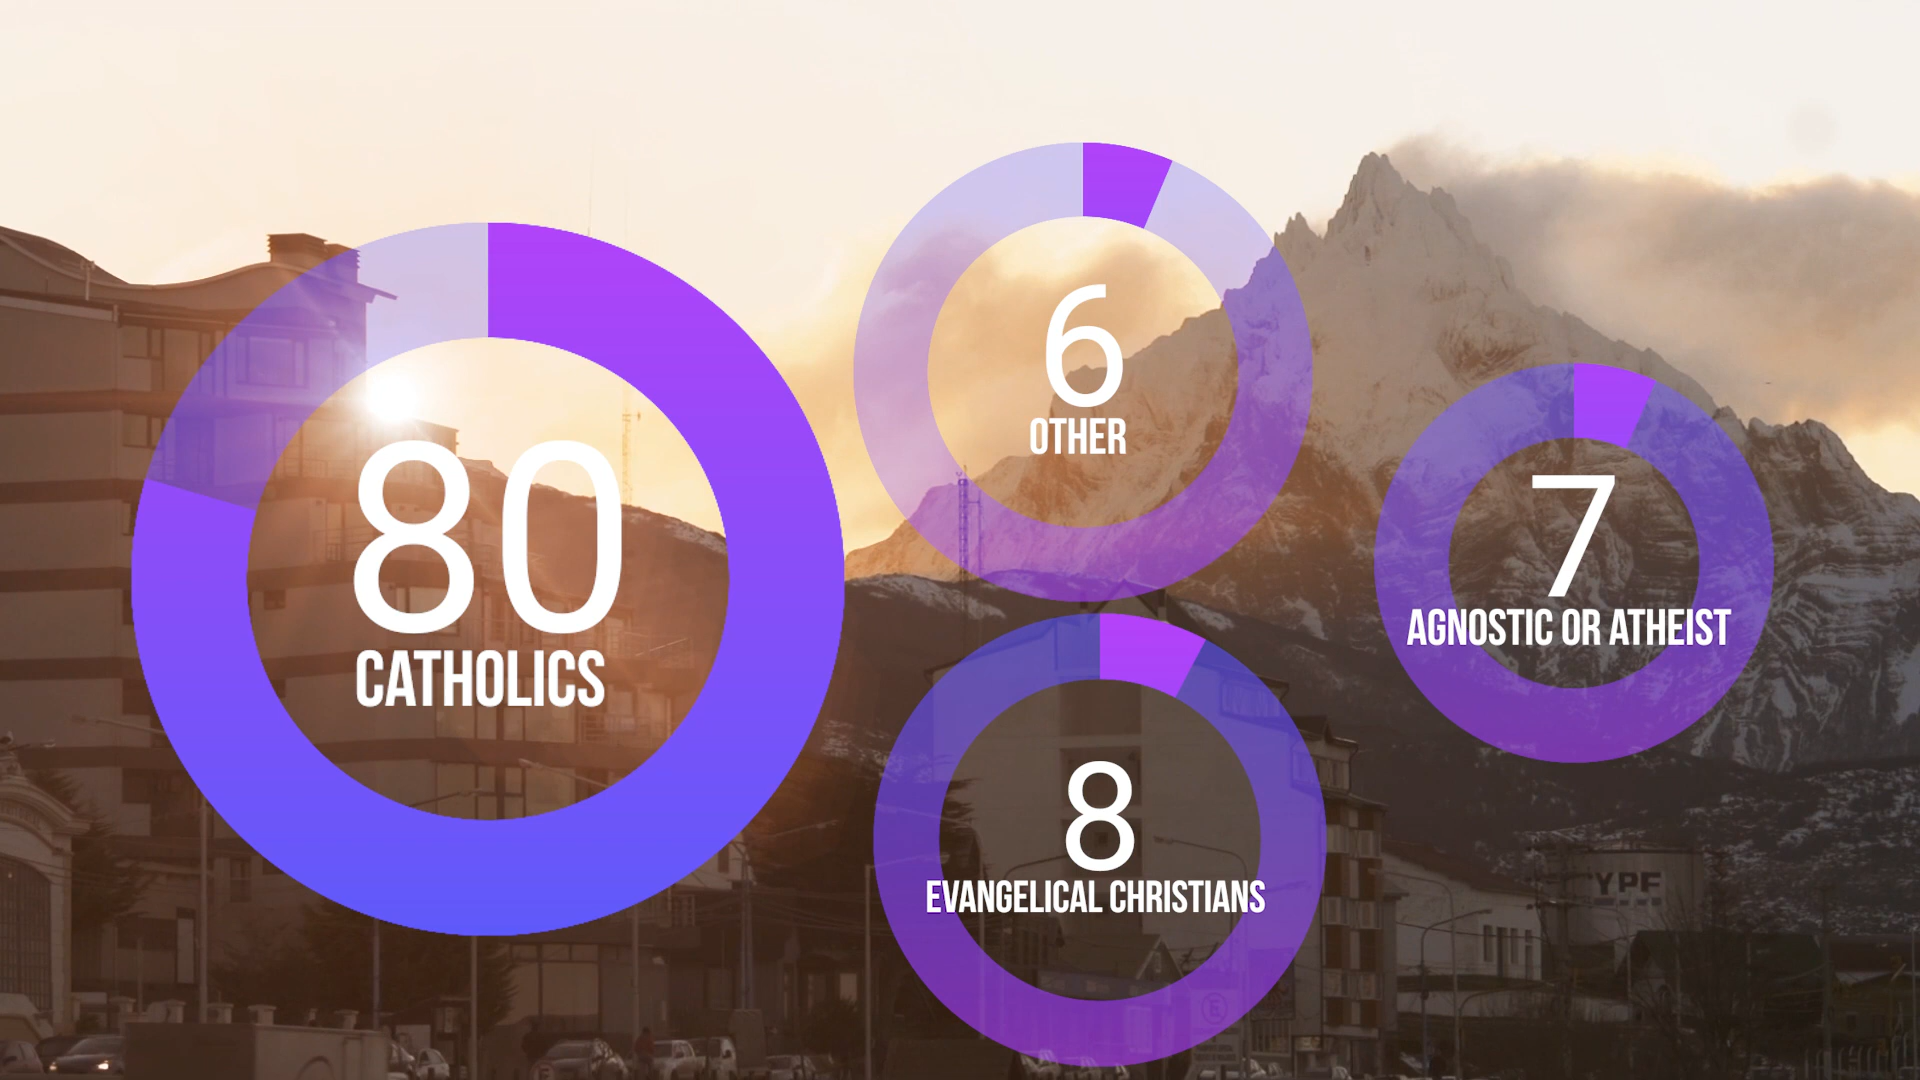 80
CATHOLICS
6
OTHER
7
AGNOSTIC OR ATHEIST
8
EVANGELICAL CHRISTIANS
YPF